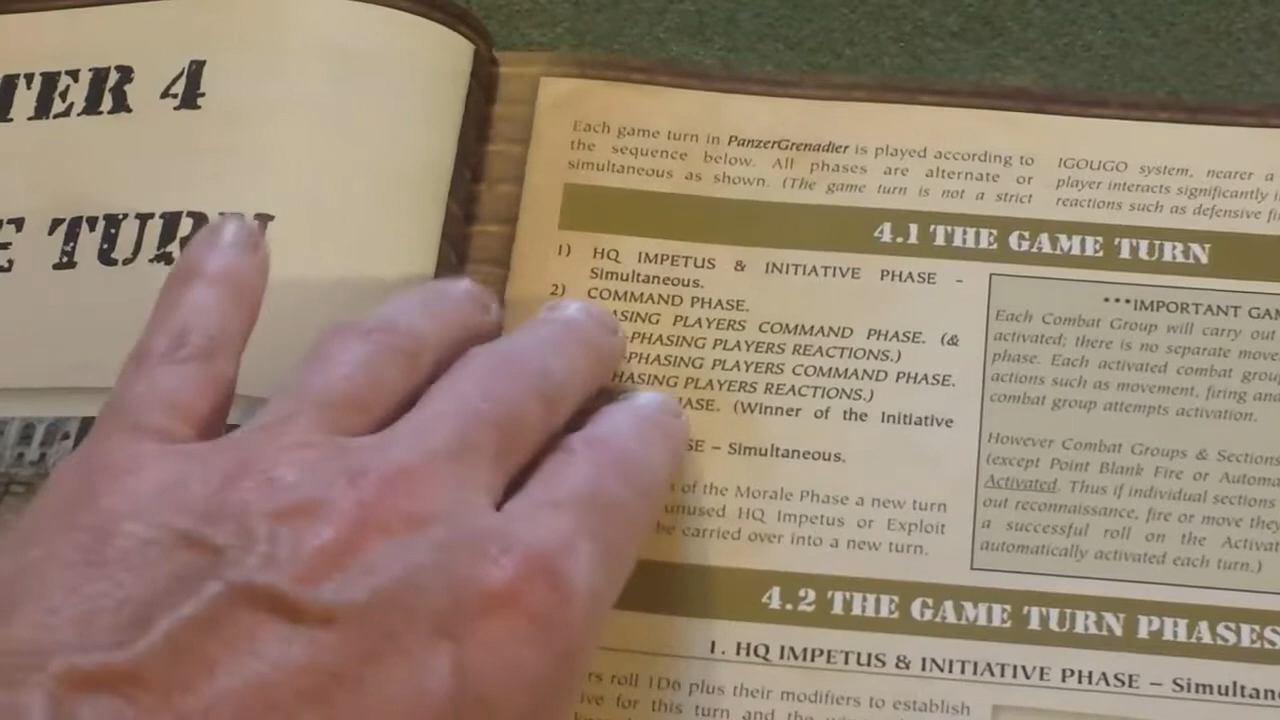 TER 4
E TURN
Each game turn in PanzerGrenadier is played according to
the sequence below. All phases are alternate or
simultaneous as shown. (The game turn is not a strict
IGOUGO system, nearer a
player interacts significantly
reactions such as defensive
4.1 THE GAME TURN
1) HQ IMPETUS & INITIATIVE PHASE –
Simultaneous.
2) COMMAND PHASE.
ASING PLAYERS COMMAND PHASE. (&
-PHASING PLAYERS REACTIONS.)
-PHASING PLAYERS COMMAND PHASE.
HASING PLAYERS REACTIONS.)
ASE. (Winner of the Initiative
SE – Simultaneous.
of the Morale Phase a new turn
unused HQ Impetus or Exploit
be carried over into a new turn.
***IMPORTANT GA
Each Combat Group will carry out
activated; there is no separate move
phase. Each activated combat grou
actions such as movement, firing and
combat group attempts activation.
However Combat Groups & Sections
(except Point Blank Fire or Automa
Activated. Thus if individual sections
out reconnaissance, fire or move they
a successful roll on the Activat
automatically activated each turn.)
4.2 THE GAME TURN PHASES
1. HQ IMPETUS & INITIATIVE PHASE – Simultan
rs roll 1D6 plus their modifiers to establish
ive for this turn and the